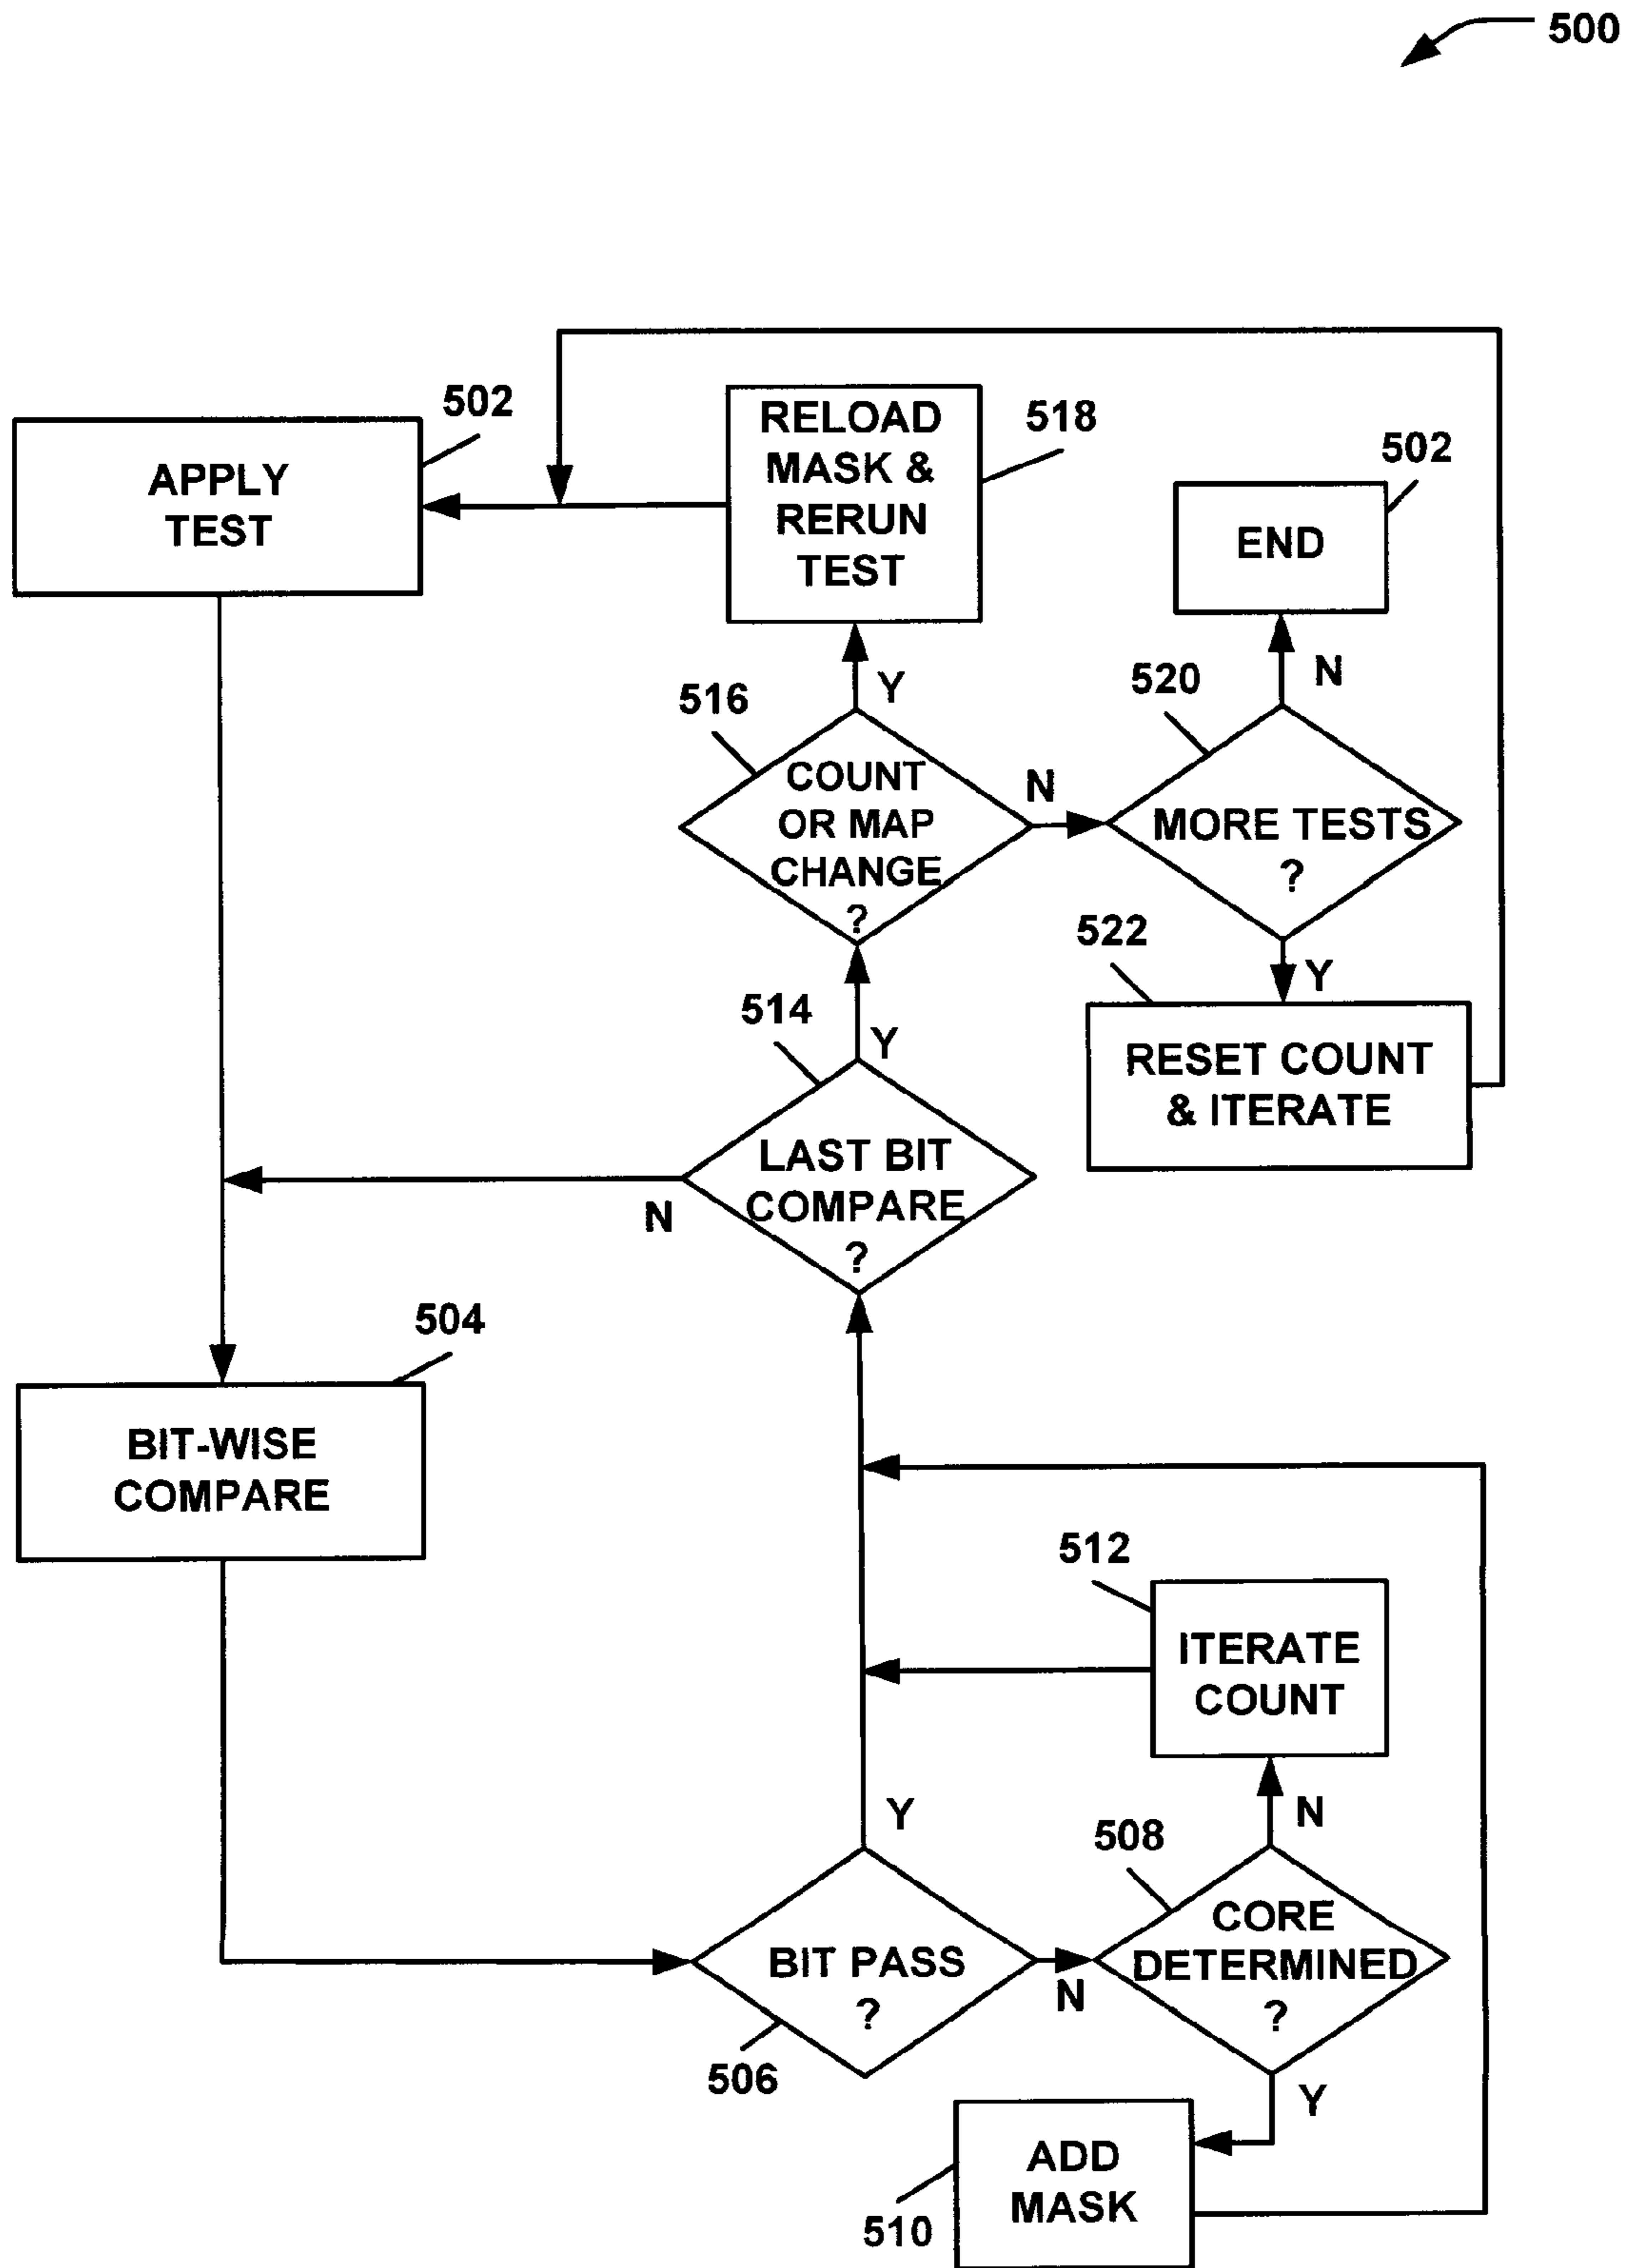 500
502
APPLY
TEST
RELOAD
MASK &
RERUN
TEST
518
502
END
N
520
Y
516
COUNT
OR MAP
CHANGE
?
N
MORE TESTS
?
522
Y
RESET COUNT
& ITERATE
514
Y
LAST BIT
COMPARE
?
N
504
BIT-WISE
COMPARE
512
ITERATE
COUNT
Y
N
508
CORE
DETERMINED
?
BIT PASS
?
N
506
Y
ADD
MASK
510